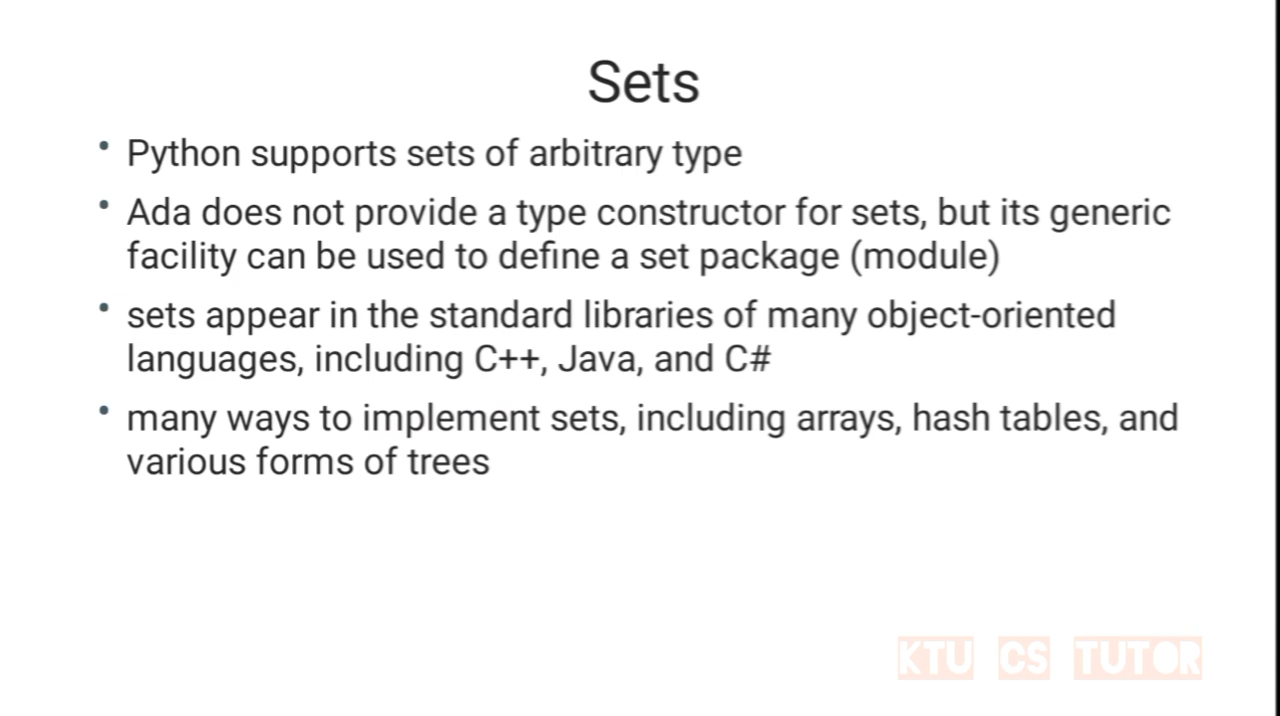 Sets
• Python supports sets of arbitrary type
• Ada does not provide a type constructor for sets, but its generic
facility can be used to define a set package (module)
• sets appear in the standard libraries of many object-oriented
languages, including C++, Java, and C#
• many ways to implement sets, including arrays, hash tables, and
various forms of trees
KTU CS TUTOR